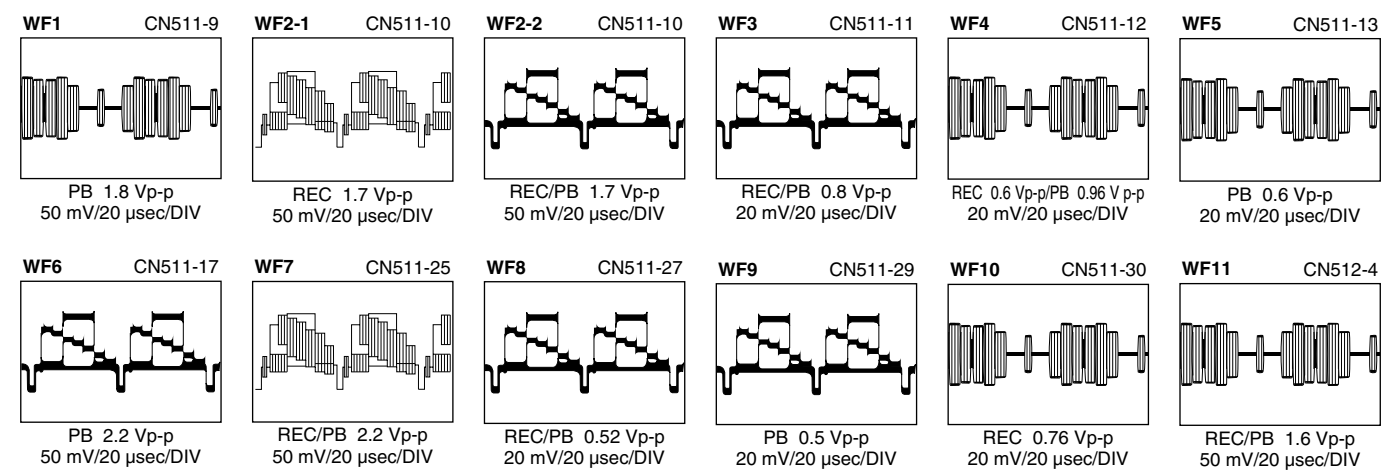 WF1 CN511-9 WF2-1 CN511-10 WF2-2 CN511-10 WF3 CN511-11 WF4 CN511-12 WF5 CN511-13
PB 1.8 Vp-p REC 1.7 Vp-p REC/PB 1.7 Vp-p REC/PB 0.8 Vp-p REC 0.6 Vp-p/PB 0.96 V p-p PB 0.6 Vp-p
50 mV/20 µsec/DIV 50 mV/20 µsec/DIV 50 mV/20 µsec/DIV 20 mV/20 µsec/DIV 20 mV/20 µsec/DIV 20 mV/20 µsec/DIV
WF6 CN511-17 WF7 CN511-25 WF8 CN511-27 WF9 CN511-29 WF10 CN511-30 WF11 CN512-4
PB 2.2 Vp-p REC/PB 2.2 Vp-p REC/PB 0.52 Vp-p PB 0.5 Vp-p REC 0.76 Vp-p REC/PB 1.6 Vp-p
50 mV/20 µsec/DIV 50 mV/20 µsec/DIV 20 mV/20 µsec/DIV 20 mV/20 µsec/DIV 20 mV/20 µsec/DIV 50 mV/20 µsec/DIV